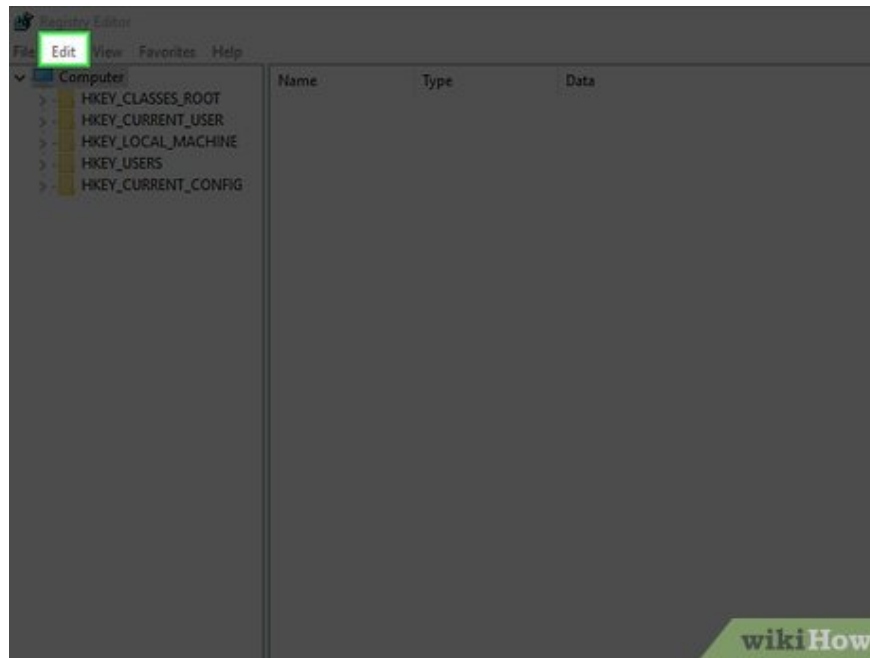 Registry Editor
File Edit View Favorites Help
Computer
Name Type Data
HKEY_CLASSES_ROOT
HKEY_CURRENT_USER
HKEY_LOCAL_MACHINE
HKEY_USERS
HKEY_CURRENT_CONFIG
wikiHow